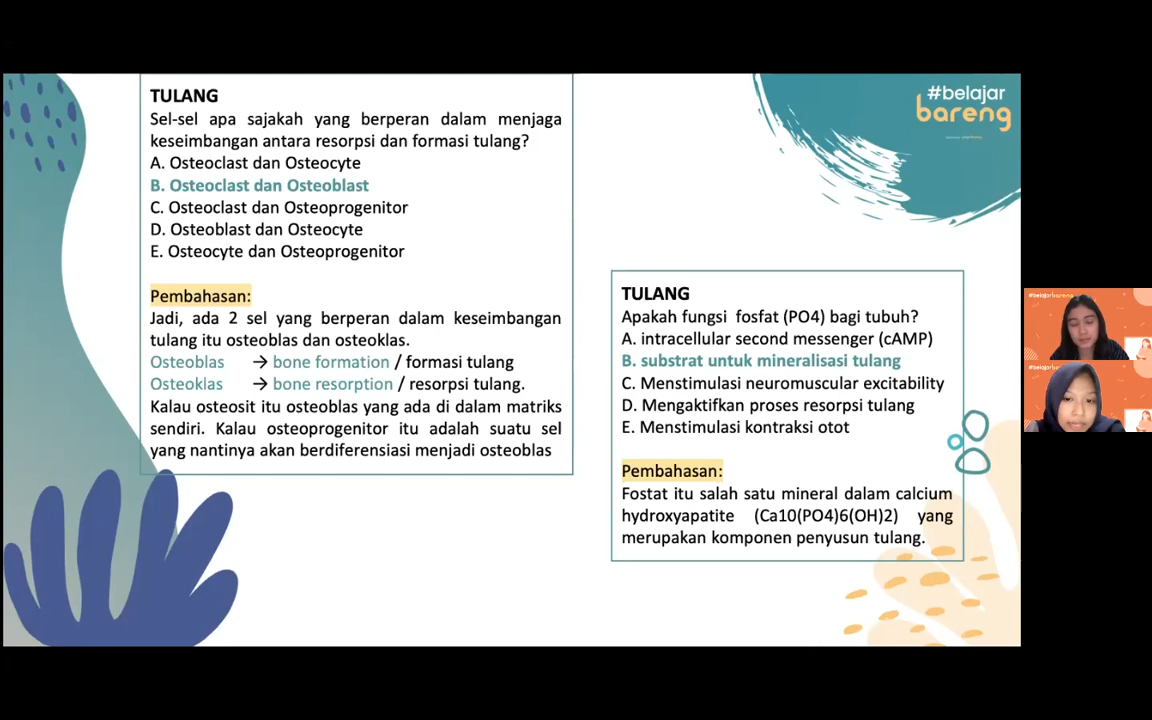 TULANG
Sel-sel apa sajakah yang berperan dalam menjaga
keseimbangan antara resorpsi dan formasi tulang?
A. Osteoclast dan Osteocyte
B. Osteoclast dan Osteoblast
C. Osteoclast dan Osteoprogenitor
D. Osteoblast dan Osteocyte
E. Osteocyte dan Osteoprogenitor
Pembahasan:
Jadi, ada 2 sel yang berperan dalam keseimbangan
tulang itu osteoblas dan osteoklas.
Osteoblas → bone formation / formasi tulang
Osteoklas → bone resorption / resorpsi tulang.
Kalau osteosit itu osteoblas yang ada di dalam matriks
sendiri. Kalau osteoprogenitor itu adalah suatu sel
yang nantinya akan berdiferensiasi menjadi osteoblas
#belajar
bareng
TULANG
Apakah fungsi fosfat (PO4) bagi tubuh?
A. intracellular second messenger (cAMP)
B. substrat untuk mineralisasi tulang
C. Menstimulasi neuromuscular excitability
D. Mengaktifkan proses resorpsi tulang
E. Menstimulasi kontraksi otot
Pembahasan:
Fostat itu salah satu mineral dalam calcium
hydroxyapatite (Ca10(PO4)6(OH)2) yang
merupakan komponen penyusun tulang.
#belajar bareng
#belajar